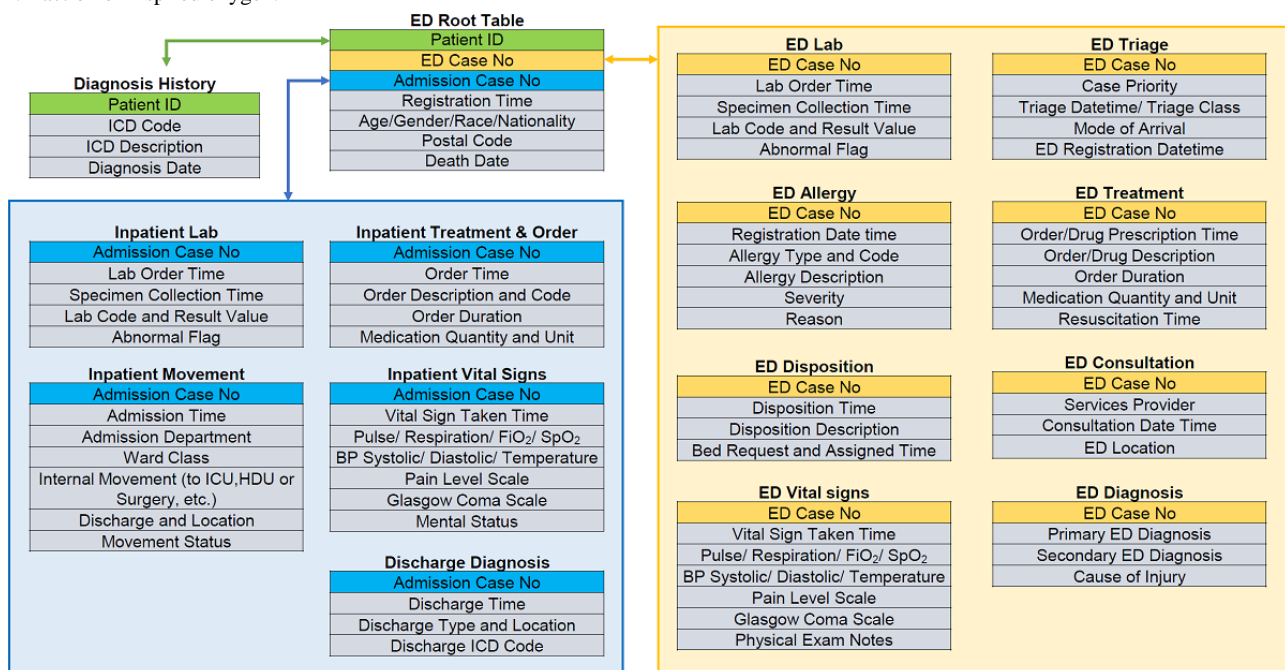 ED Root Table
Patient ID
ED Case No
Admission Case No
Registration Time
Age/Gender/Race/Nationality
Postal Code
Death Date
Diagnosis History
Patient ID
ICD Code
ICD Description
Diagnosis Date
Inpatient Lab
Admission Case No
Lab Order Time
Specimen Collection Time
Lab Code and Result Value
Abnormal Flag
Inpatient Treatment & Order
Admission Case No
Order Time
Order Description and Code
Order Duration
Medication Quantity and Unit
Inpatient Movement
Admission Case No
Admission Time
Admission Department
Ward Class
Internal Movement (to ICU,HDU or
Surgery, etc.)
Discharge and Location
Movement Status
Inpatient Vital Signs
Admission Case No
Vital Sign Taken Time
Pulse/ Respiration/ FiO₂/ SpO₂
BP Systolic/ Diastolic/ Temperature
Pain Level Scale
Glasgow Coma Scale
Mental Status
Discharge Diagnosis
Admission Case No
Discharge Time
Discharge Type and Location
Discharge ICD Code
ED Lab
ED Case No
Lab Order Time
Specimen Collection Time
Lab Code and Result Value
Abnormal Flag
ED Triage
ED Case No
Case Priority
Triage Datetime/ Triage Class
Mode of Arrival
ED Registration Datetime
ED Allergy
ED Case No
Registration Date time
Allergy Type and Code
Allergy Description
Severity
Reason
ED Treatment
ED Case No
Order/Drug Prescription Time
Order/Drug Description
Order Duration
Medication Quantity and Unit
Resuscitation Time
ED Disposition
ED Case No
Disposition Time
Disposition Description
Bed Request and Assigned Time
ED Consultation
ED Case No
Services Provider
Consultation Date Time
ED Location
ED Vital signs
ED Case No
Vital Sign Taken Time
Pulse/ Respiration/ FiO₂/ SpO₂
BP Systolic/ Diastolic/ Temperature
Pain Level Scale
Glasgow Coma Scale
Physical Exam Notes
ED Diagnosis
ED Case No
Primary ED Diagnosis
Secondary ED Diagnosis
Cause of Injury